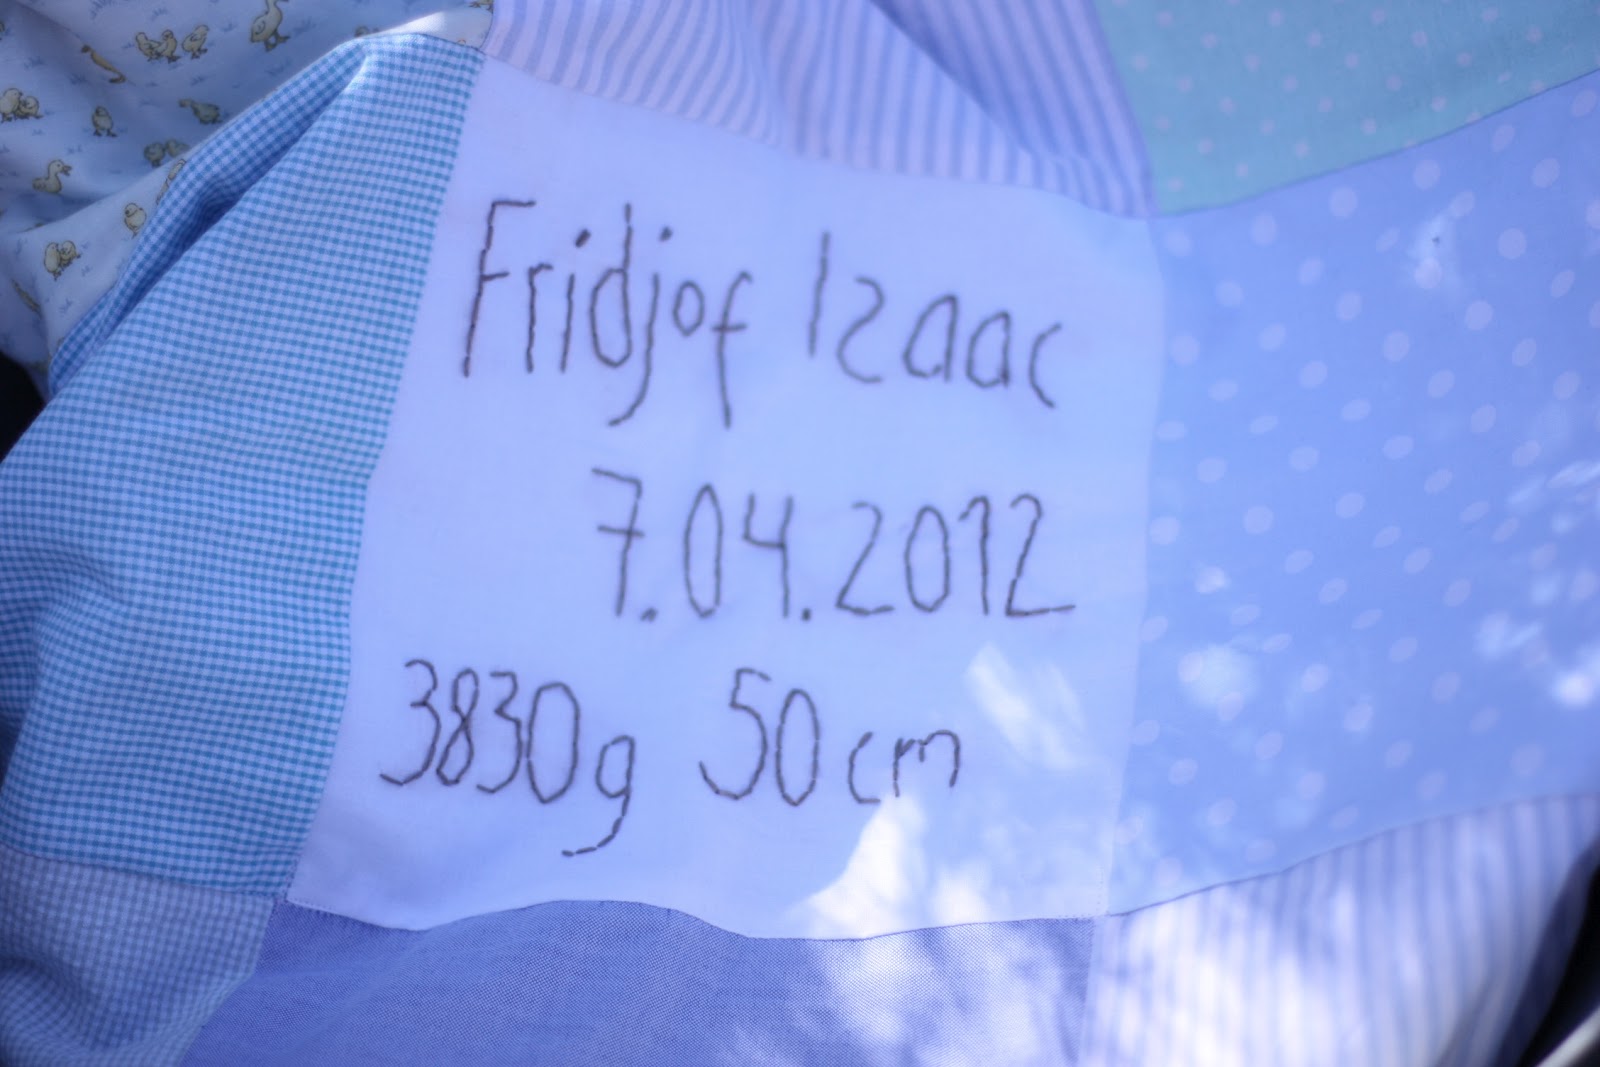 Fridjof Izaac
7.04.2012
3830g 50cm